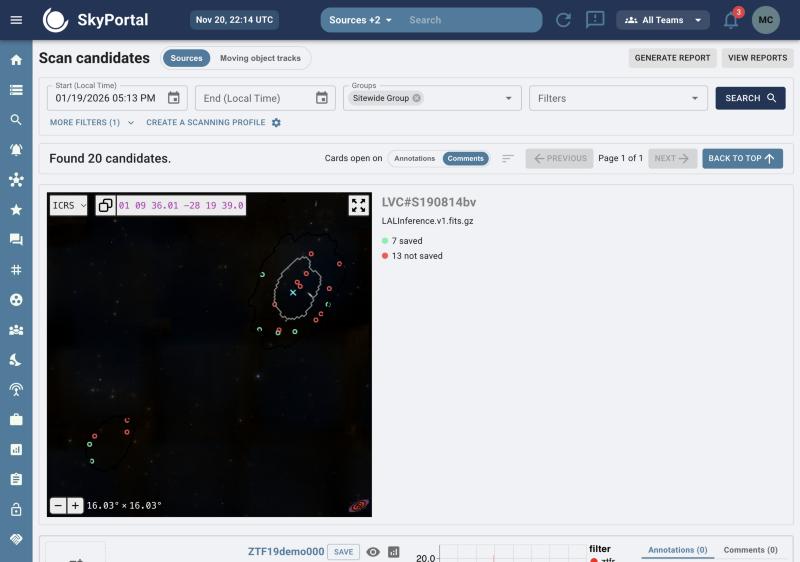 SkyPortal
Nov 20, 22:14 UTC
Sources +2
Search
All Teams
3
MC
Scan candidates
Sources
Moving object tracks
GENERATE REPORT
VIEW REPORTS
Start (Local Time)
01/19/2026 05:13 PM
End (Local Time)
Groups
Sitewide Group
Filters
SEARCH
MORE FILTERS (1)
CREATE A SCANNING PROFILE
Found 20 candidates.
Cards open on
Annotations
Comments
PREVIOUS
Page 1 of 1
NEXT
BACK TO TOP
ICRS
01 09 36.01 −28 19 39.0
LVC#S190814bv
LALInference.v1.fits.gz
7 saved
13 not saved
− + 16.03° × 16.03°
ZTF19demo000
SAVE
20.0
filter
ztfr
Annotations (0)
Comments (0)